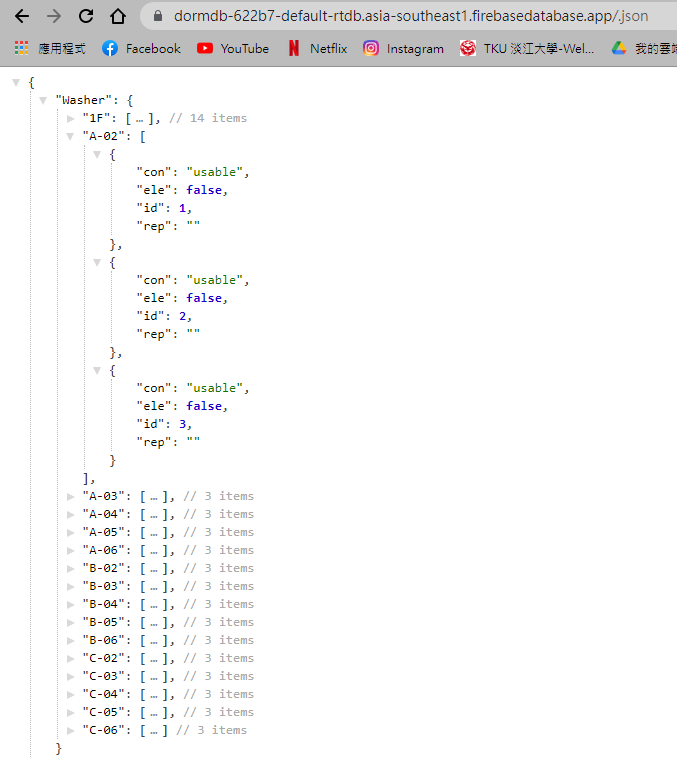 dormdb-622b7-default-rtdb.asia-southeast1.firebasedatabase.app/.json
應用程式 Facebook YouTube Netflix Instagram TKU 淡江大學-Wel... 我的雲端
{
"Washer": {
"1F": [ … ], // 14 items
"A-02": [
{
"con": "usable",
"ele": false,
"id": 1,
"rep": ""
},
{
"con": "usable",
"ele": false,
"id": 2,
"rep": ""
},
{
"con": "usable",
"ele": false,
"id": 3,
"rep": ""
}
],
"A-03": [ … ], // 3 items
"A-04": [ … ], // 3 items
"A-05": [ … ], // 3 items
"A-06": [ … ], // 3 items
"B-02": [ … ], // 3 items
"B-03": [ … ], // 3 items
"B-04": [ … ], // 3 items
"B-05": [ … ], // 3 items
"B-06": [ … ], // 3 items
"C-02": [ … ], // 3 items
"C-03": [ … ], // 3 items
"C-04": [ … ], // 3 items
"C-05": [ … ], // 3 items
"C-06": [ … ] // 3 items
}